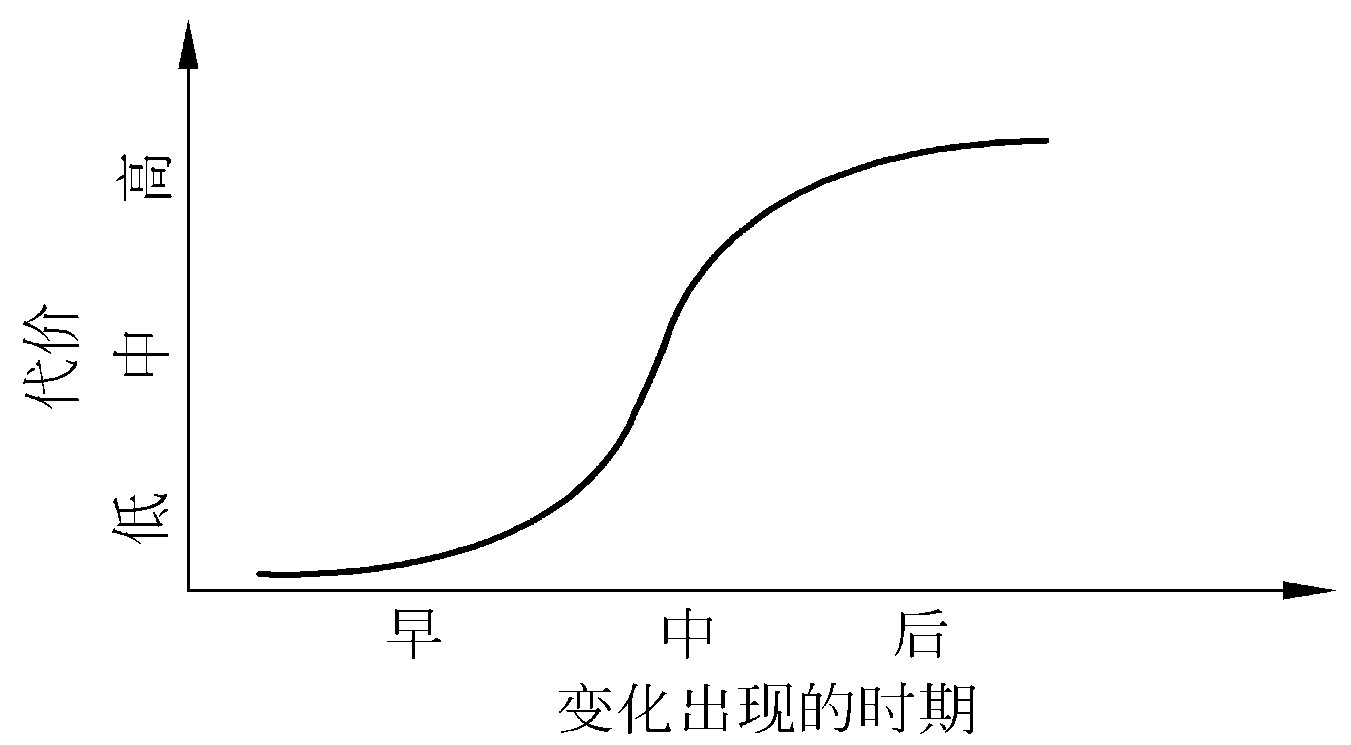 高
中
低
代价
早 中 后
变化出现的时期